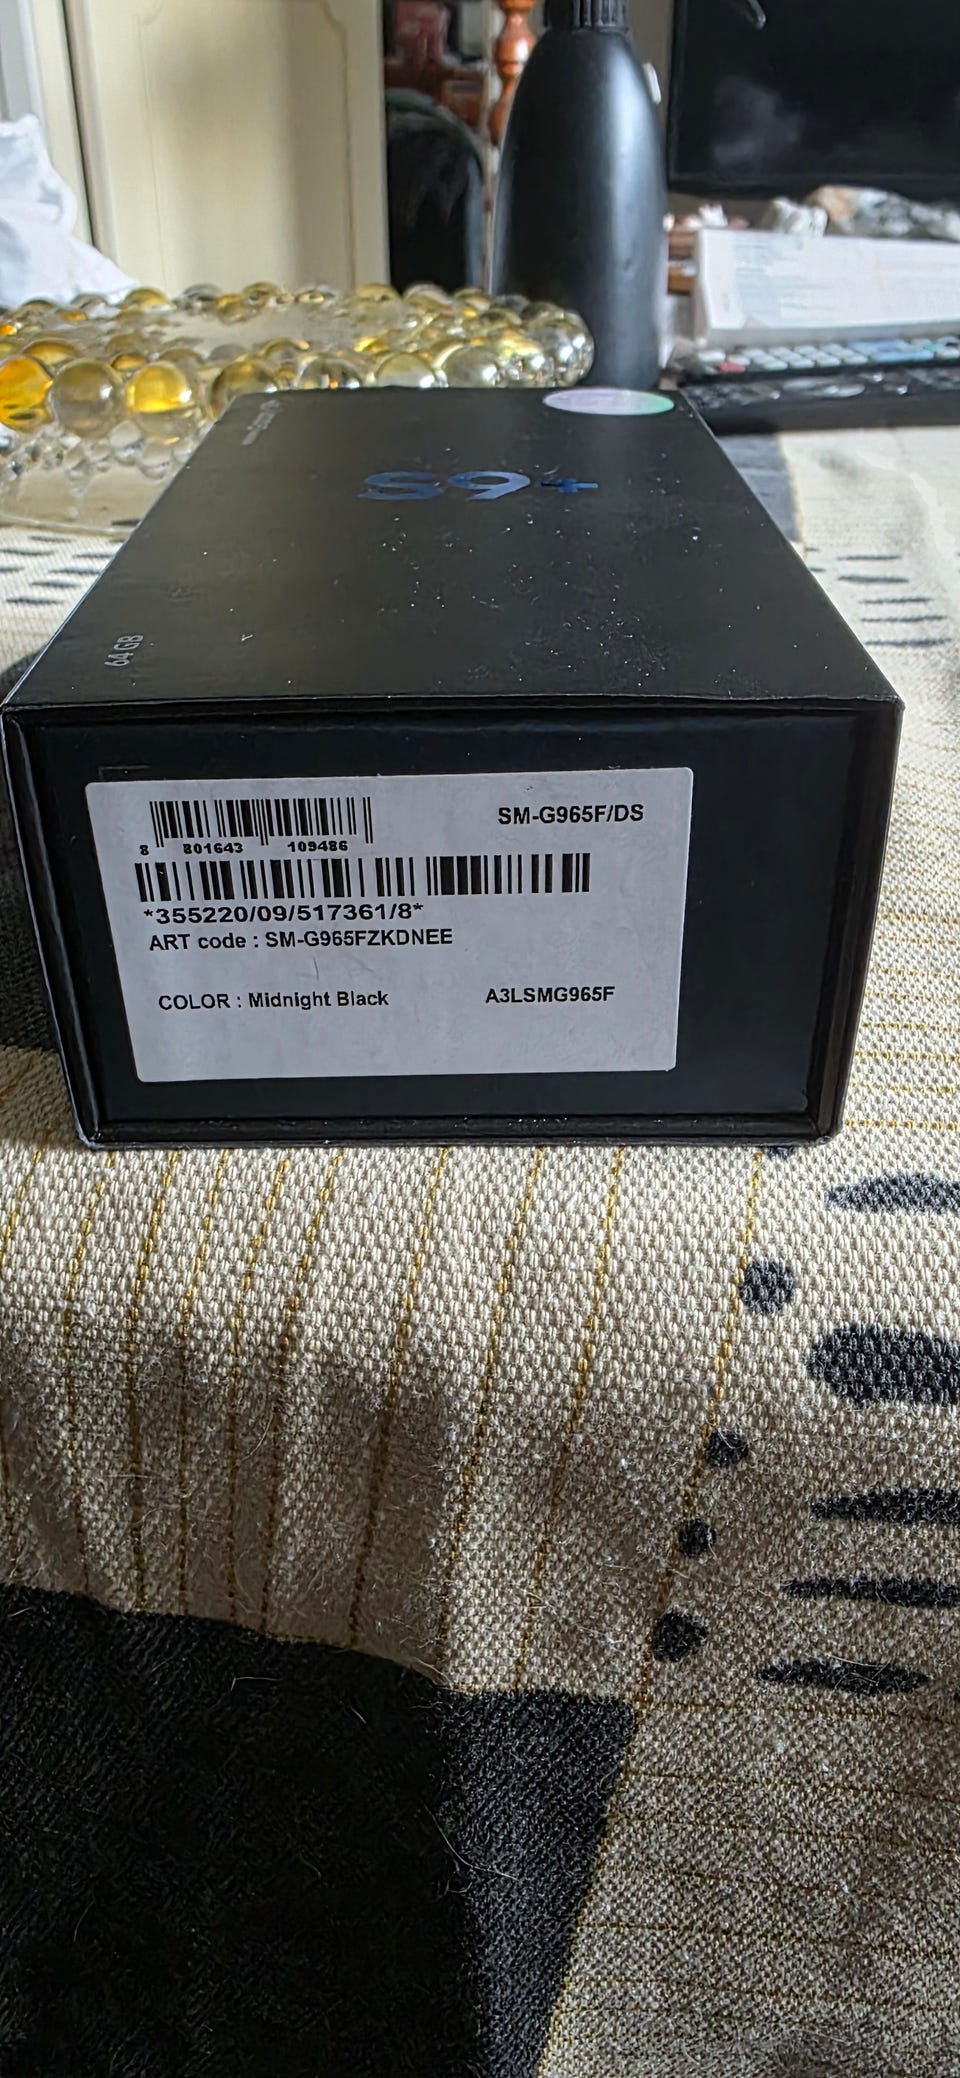 S9+
64 GB
SM-G965F/DS
8 801643 109486
*355220/09/517361/8*
ART code : SM-G965FZKDNEE
COLOR : Midnight Black
A3LSMG965F